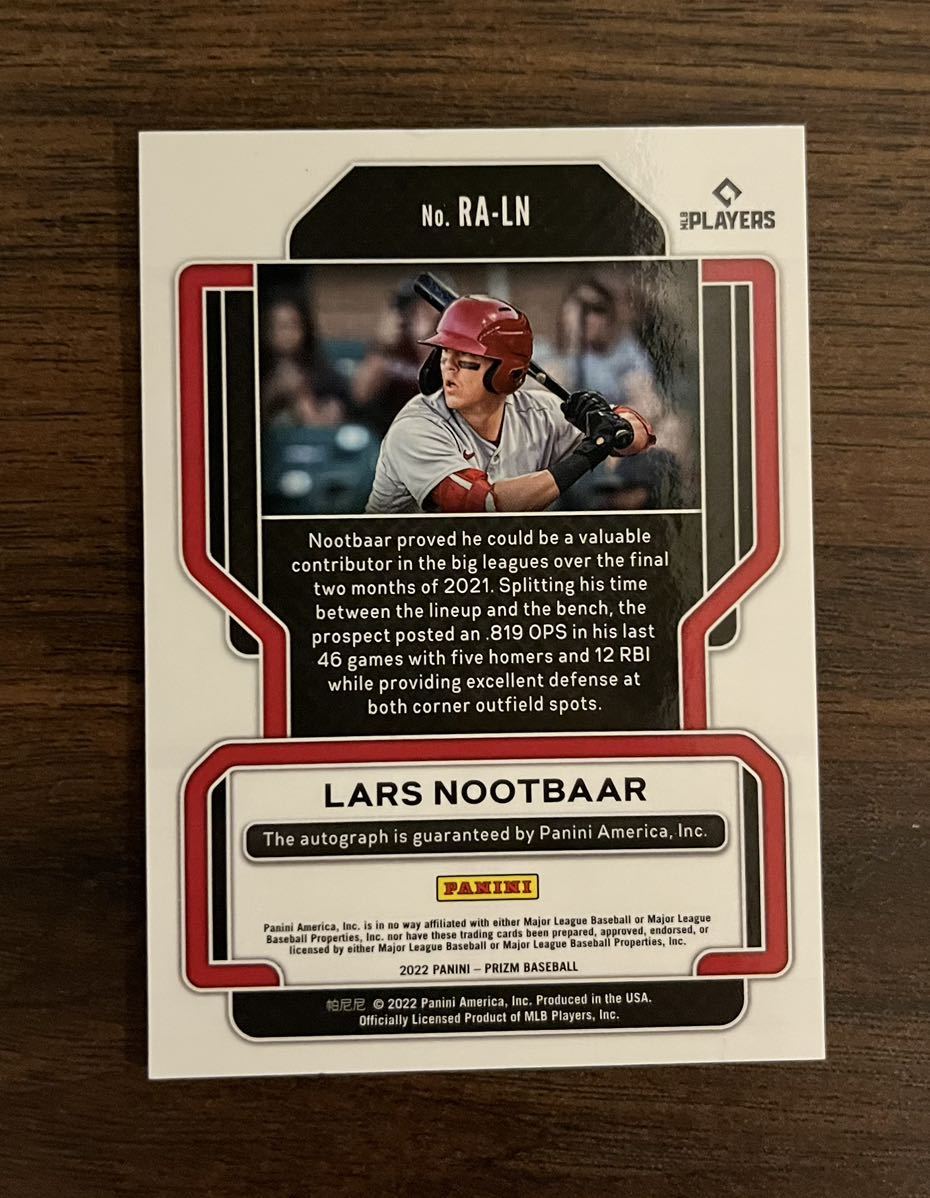 No. RA-LN
MLB PLAYERS
Nootbaar proved he could be a valuable
contributor in the big leagues over the final
two months of 2021. Splitting his time
between the lineup and the bench, the
prospect posted an .819 OPS in his last
46 games with five homers and 12 RBI
while providing excellent defense at
both corner outfield spots.
LARS NOOTBAAR
The autograph is guaranteed by Panini America, Inc.
PANINI
Panini America, Inc. is in no way affiliated with either Major League Baseball or Major League
Baseball Properties, Inc. nor have these trading cards been prepared, approved, endorsed, or
licensed by either Major League Baseball or Major League Baseball Properties, Inc.
2022 PANINI – PRIZM BASEBALL
帕尼尼 © 2022 Panini America, Inc. Produced in the USA.
Officially Licensed Product of MLB Players, Inc.